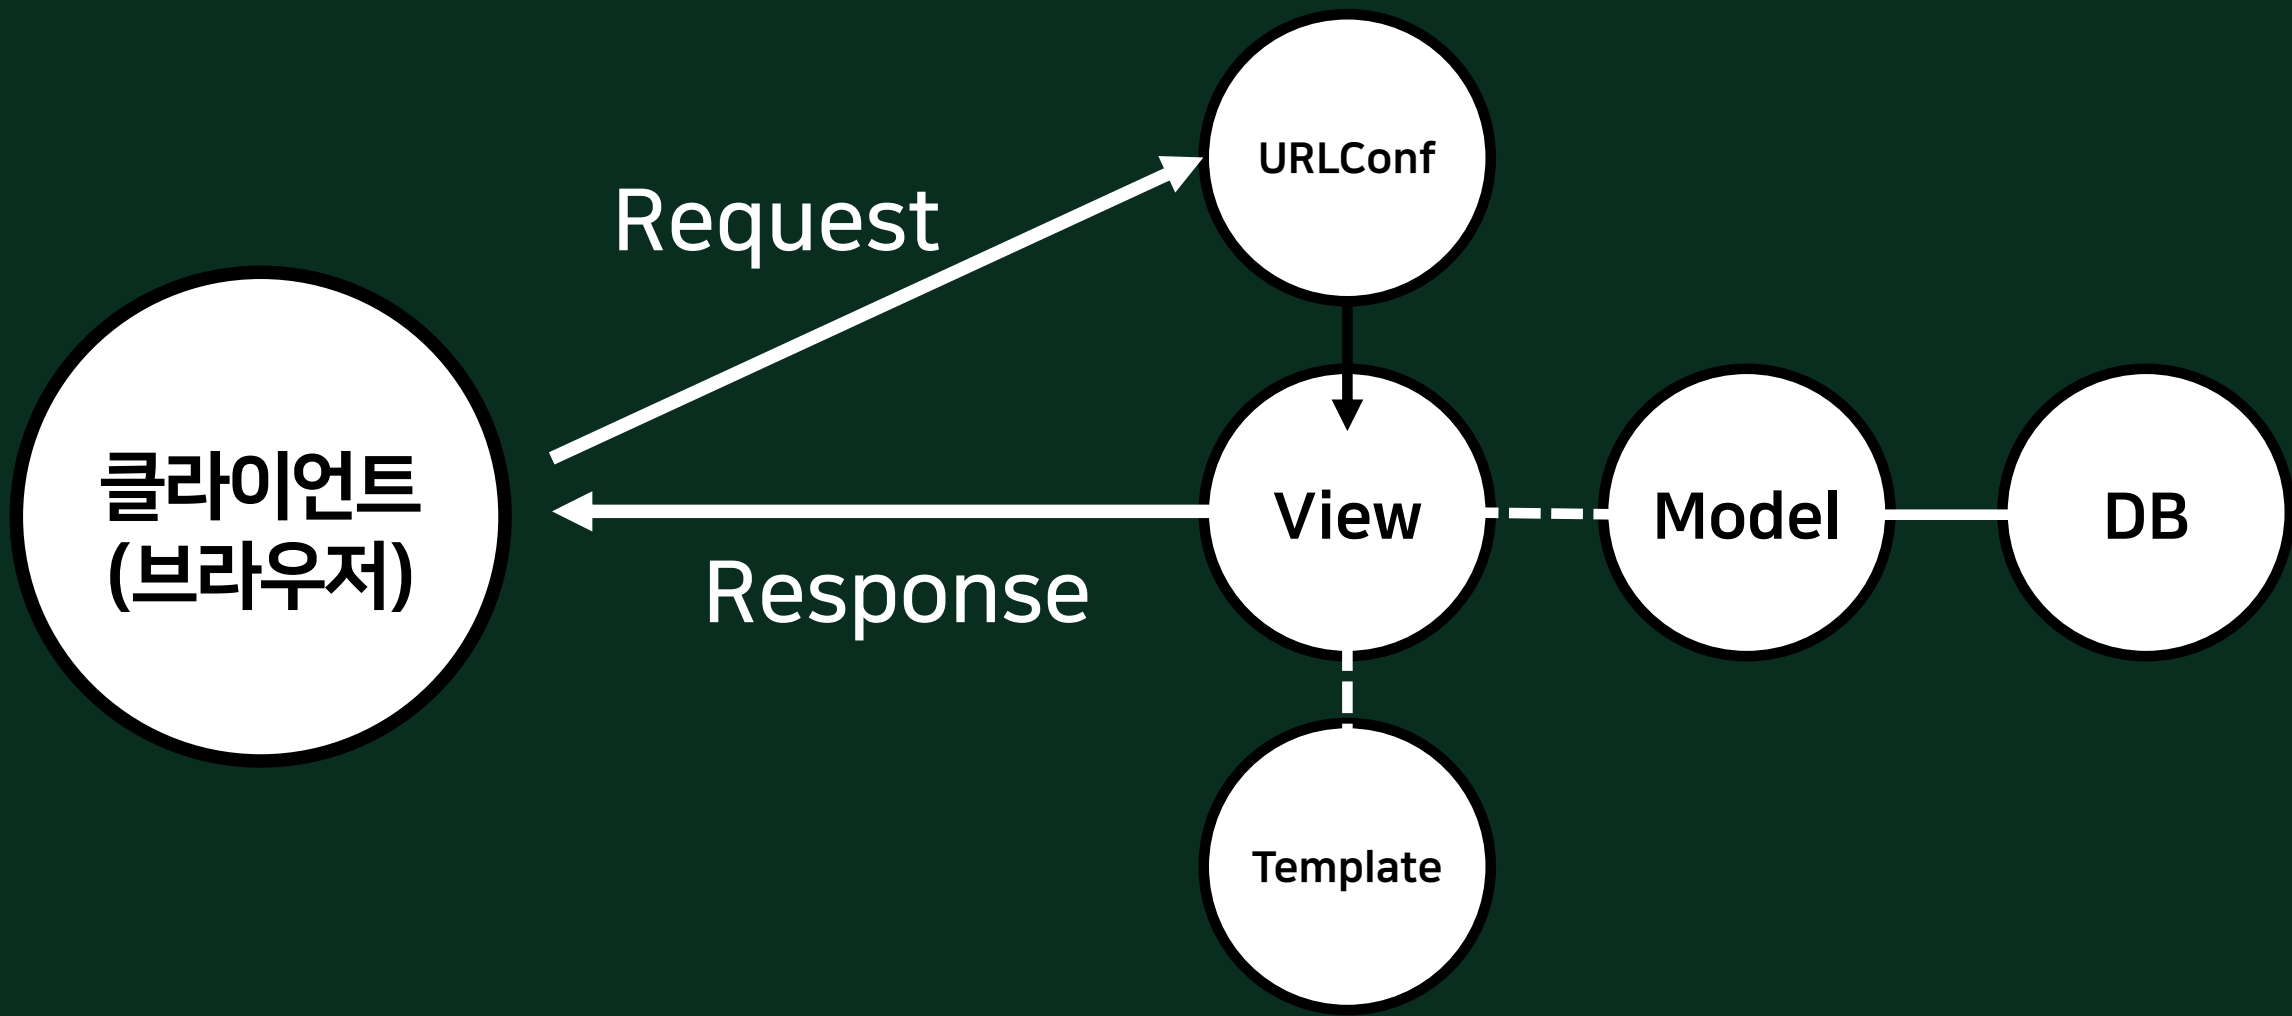 URLConf
Request
클라이언트
(브라우저)
View
Model
DB
Response
Template